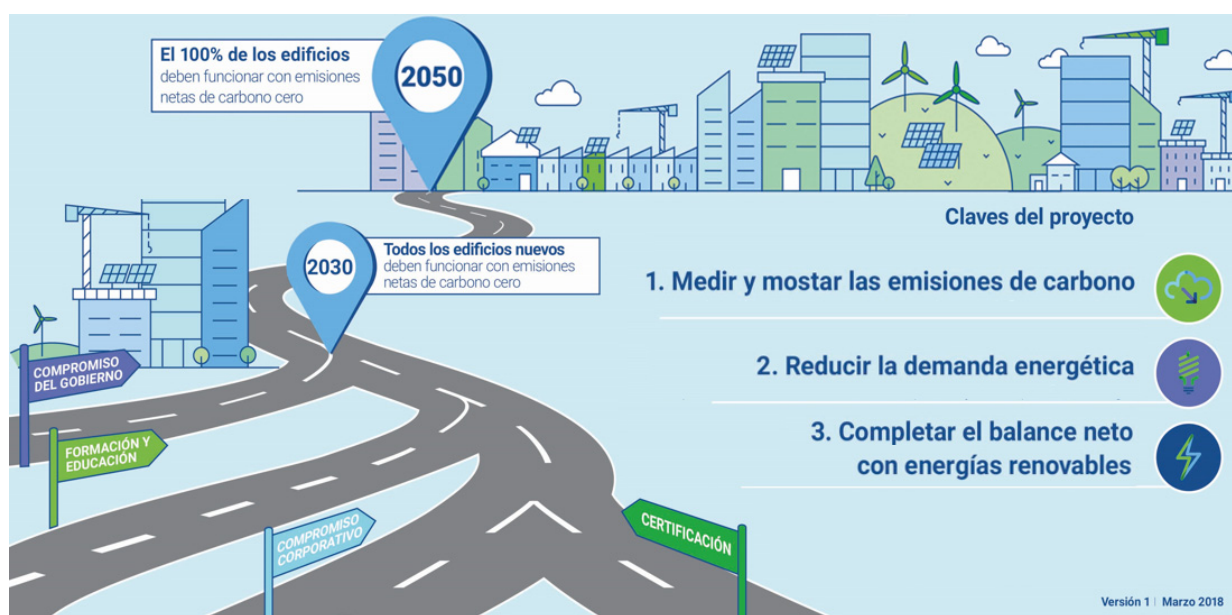 El 100% de los edificios
deben funcionar con emisiones
netas de carbono cero
2050
Claves del proyecto
Todos los edificios nuevos
deben funcionar con emisiones
netas de carbono cero
2030
1. Medir y mostar las emisiones de carbono
2. Reducir la demanda energética
3. Completar el balance neto
con energías renovables
COMPROMISO
DEL GOBIERNO
FORMACIÓN Y
EDUCACIÓN
COMPROMISO
CORPORATIVO
CERTIFICACIÓN
Versión 1 | Marzo 2018